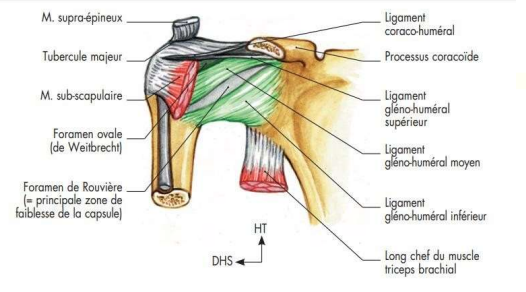 M. supra-épineux
Tubercule majeur
M. sub-scapulaire
Foramen ovale
(de Weitbrecht)
Foramen de Rouvière
(= principale zone de
faiblesse de la capsule)
Ligament
coraco-huméral
Processus coracoïde
Ligament
gléno-huméral
supérieur
Ligament
gléno-huméral moyen
Ligament
gléno-huméral inférieur
Long chef du muscle
triceps brachial
HT
DHS